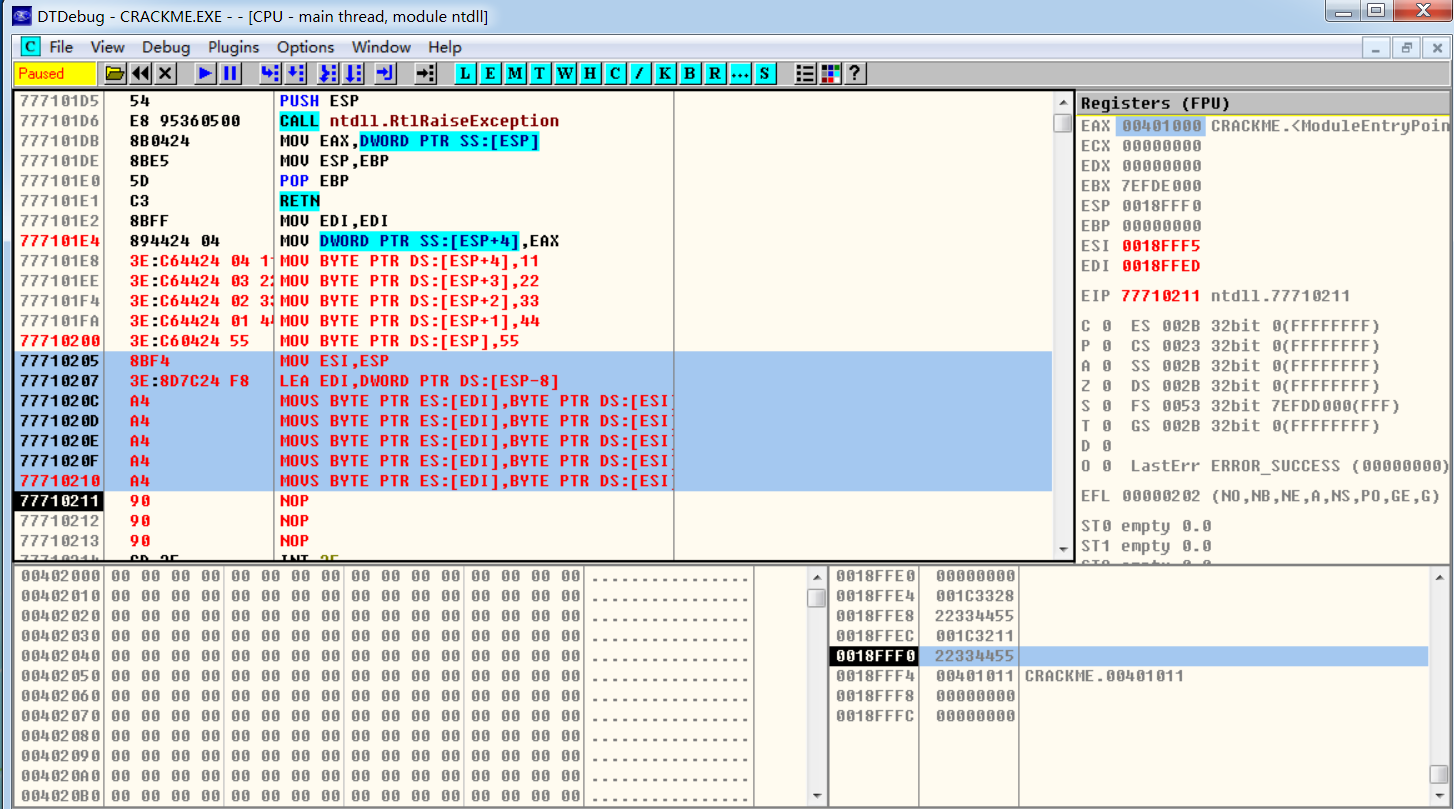 DTDebug - CRACKME.EXE - - [CPU - main thread, module ntdll]
C File View Debug Plugins Options Window Help
Paused L E M T W H C / K B R ... S ?
777101D5 54 PUSH ESP
777101D6 E8 95360500 CALL ntdll.RtlRaiseException
777101DB 8B0424 MOV EAX,DWORD PTR SS:[ESP]
777101DE 8BE5 MOV ESP,EBP
777101E0 5D POP EBP
777101E1 C3 RETN
777101E2 8BFF MOV EDI,EDI
777101E4 894424 04 MOV DWORD PTR SS:[ESP+4],EAX
777101E8 3E:C64424 04 1 MOV BYTE PTR DS:[ESP+4],11
777101EE 3E:C64424 03 22 MOV BYTE PTR DS:[ESP+3],22
777101F4 3E:C64424 02 33 MOV BYTE PTR DS:[ESP+2],33
777101FA 3E:C64424 01 44 MOV BYTE PTR DS:[ESP+1],44
77710200 3E:C60424 55 MOV BYTE PTR DS:[ESP],55
77710205 8BF4 MOV ESI,ESP
77710207 3E:8D7C24 F8 LEA EDI,DWORD PTR DS:[ESP-8]
7771020C A4 MOVS BYTE PTR ES:[EDI],BYTE PTR DS:[ESI
7771020D A4 MOVS BYTE PTR ES:[EDI],BYTE PTR DS:[ESI
7771020E A4 MOVS BYTE PTR ES:[EDI],BYTE PTR DS:[ESI
7771020F A4 MOVS BYTE PTR ES:[EDI],BYTE PTR DS:[ESI
77710210 A4 MOVS BYTE PTR ES:[EDI],BYTE PTR DS:[ESI
77710211 90 NOP
77710212 90 NOP
77710213 90 NOP
77710214 CD 2E INT 2E
Registers (FPU)
EAX 00401000 CRACKME.<ModuleEntryPoin
ECX 00000000
EDX 00000000
EBX 7EFDE000
ESP 0018FFF0
EBP 00000000
ESI 0018FFF5
EDI 0018FFED
EIP 77710211 ntdll.77710211
C 0 ES 002B 32bit 0(FFFFFFFF)
P 0 CS 0023 32bit 0(FFFFFFFF)
A 0 SS 002B 32bit 0(FFFFFFFF)
Z 0 DS 002B 32bit 0(FFFFFFFF)
S 0 FS 0053 32bit 7EFDD000(FFF)
T 0 GS 002B 32bit 0(FFFFFFFF)
D 0
O 0 LastErr ERROR_SUCCESS (00000000)
EFL 00000202 (NO,NB,NE,A,NS,PO,GE,G)
ST0 empty 0.0
ST1 empty 0.0
ST2 empty 0.0
00402000 00 00 00 00 00 00 00 00 00 00 00 00 00 00 00 00 ................
00402010 00 00 00 00 00 00 00 00 00 00 00 00 00 00 00 00 ................
00402020 00 00 00 00 00 00 00 00 00 00 00 00 00 00 00 00 ................
00402030 00 00 00 00 00 00 00 00 00 00 00 00 00 00 00 00 ................
00402040 00 00 00 00 00 00 00 00 00 00 00 00 00 00 00 00 ................
00402050 00 00 00 00 00 00 00 00 00 00 00 00 00 00 00 00 ................
00402060 00 00 00 00 00 00 00 00 00 00 00 00 00 00 00 00 ................
00402070 00 00 00 00 00 00 00 00 00 00 00 00 00 00 00 00 ................
00402080 00 00 00 00 00 00 00 00 00 00 00 00 00 00 00 00 ................
00402090 00 00 00 00 00 00 00 00 00 00 00 00 00 00 00 00 ................
004020A0 00 00 00 00 00 00 00 00 00 00 00 00 00 00 00 00 ................
004020B0 00 00 00 00 00 00 00 00 00 00 00 00 00 00 00 00 ................
0018FFE0 00000000
0018FFE4 001C3328
0018FFE8 22334455
0018FFEC 001C3211
0018FFF0 22334455
0018FFF4 00401011 CRACKME.00401011
0018FFF8 00000000
0018FFFC 00000000